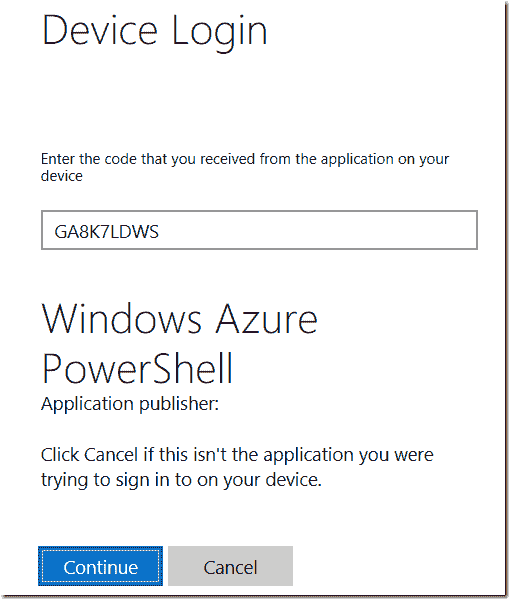 Device Login
Enter the code that you received from the application on your
device
GA8K7LDWS
Windows Azure
PowerShell
Application publisher:
Click Cancel if this isn't the application you were
trying to sign in to on your device.
Continue
Cancel